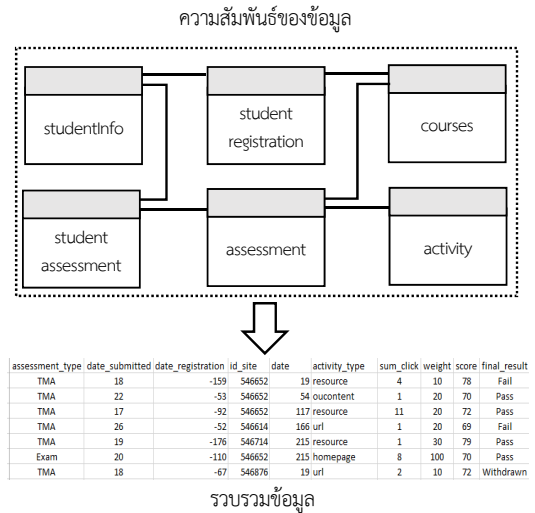 ความสัมพันธ์ของข้อมูล
studentInfo
student
registration
courses
student
assessment
assessment
activity
assessment_type date_submitted date_registration id_site date activity_type sum_click weight score final_result
TMA 18 -159 546652 19 resource 4 10 78 Fail
TMA 22 -53 546652 54 oucontent 1 20 70 Pass
TMA 17 -92 546652 117 resource 11 20 72 Pass
TMA 26 -52 546614 166 url 1 20 69 Fail
TMA 19 -176 546714 215 resource 1 30 79 Pass
Exam 20 -110 546652 215 homepage 8 100 70 Pass
TMA 18 -67 546876 19 url 2 10 72 Withdrawn
รวบรวมข้อมูล